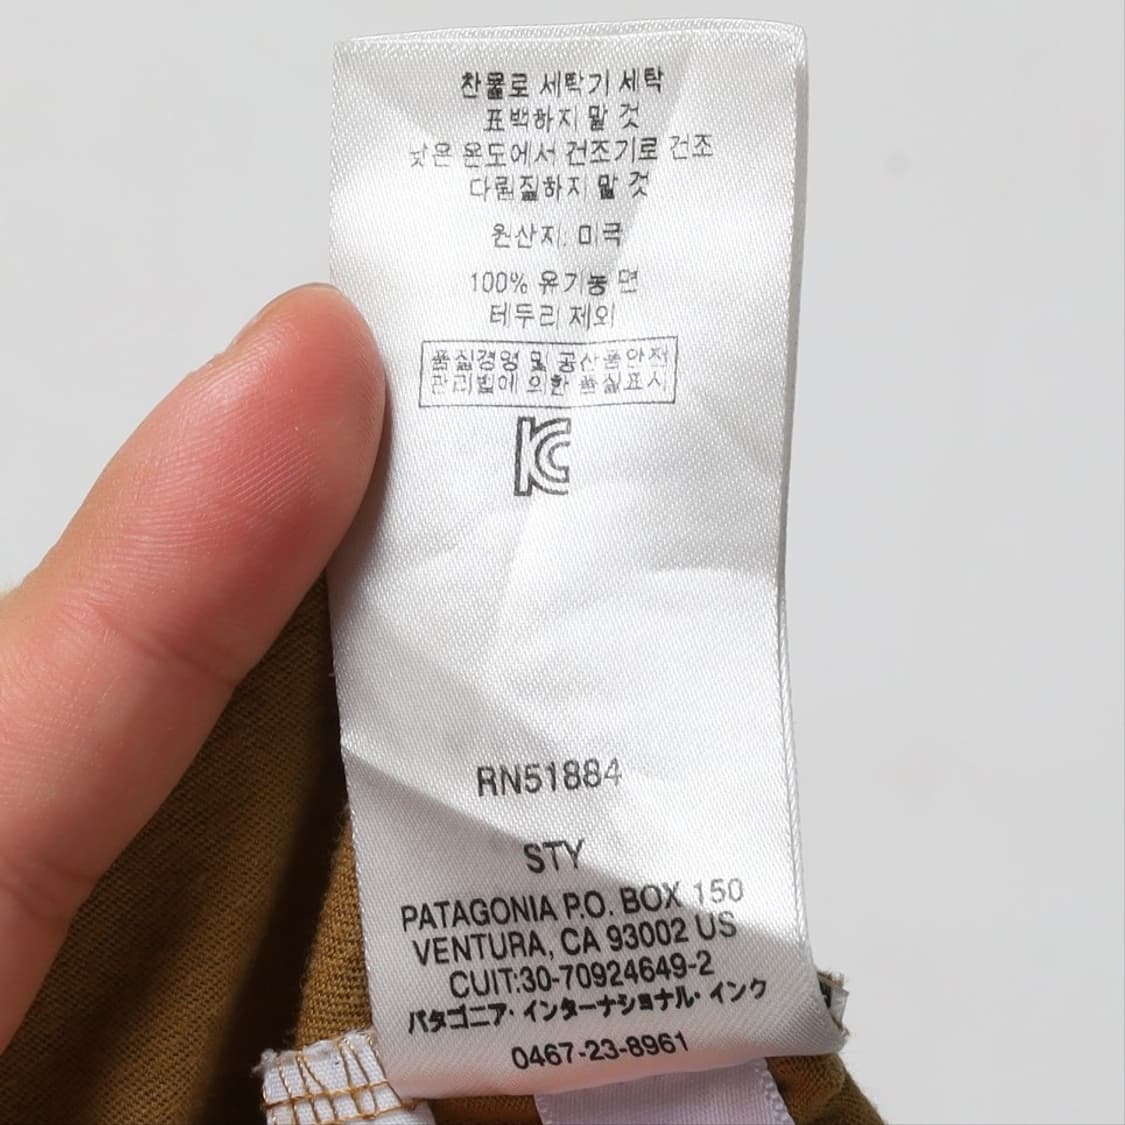 찬물로 세탁기 세탁
표백하지 말 것
낮은 온도에서 건조기로 건조
다림질하지 말 것
원산지: 미국
100% 유기농 면
테두리 제외
품질경영 및 공산품안전
관리법에 의한 품질표시
KC
RN51884
STY
PATAGONIA P.O. BOX 150
VENTURA, CA 93002 US
CUIT:30-70924649-2
パタゴニア・インターナショナル・インク
0467-23-8961